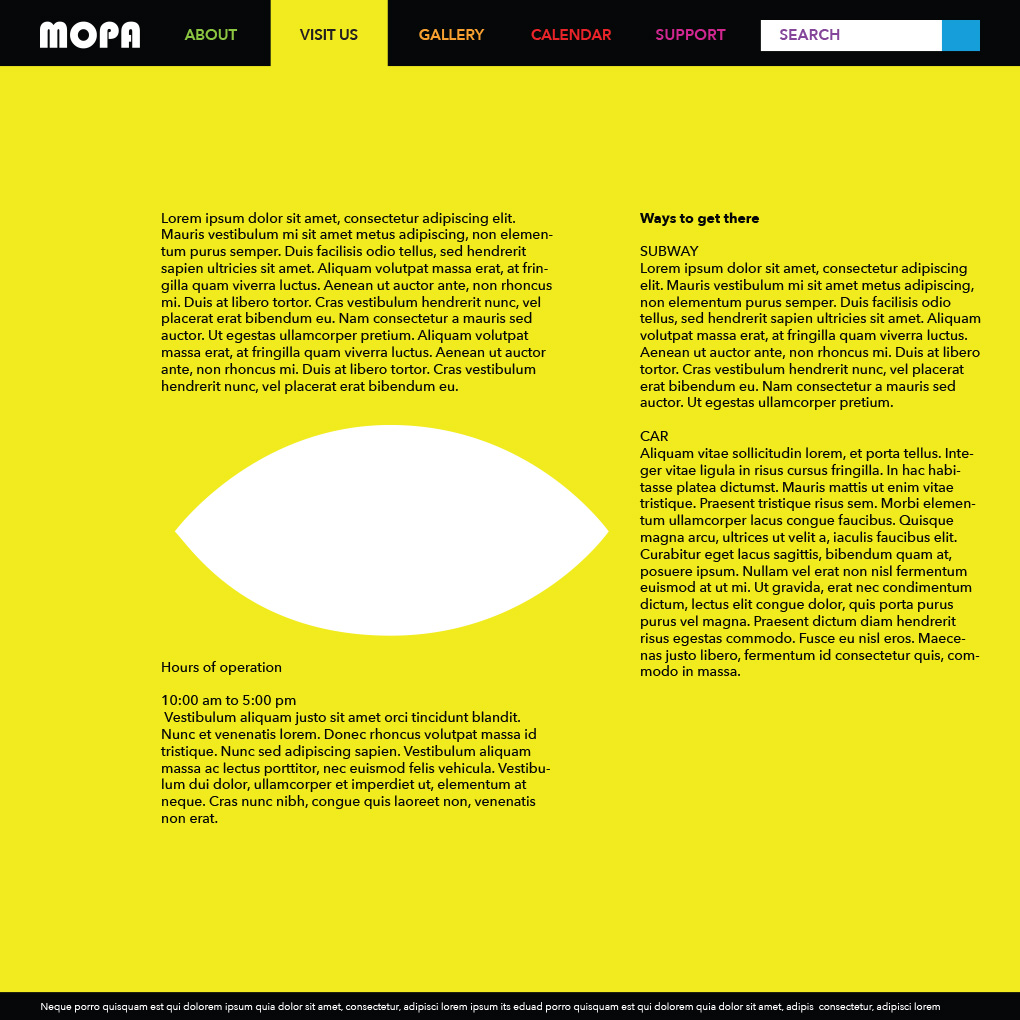 MOPA
ABOUT
VISIT US
GALLERY
CALENDAR
SUPPORT
SEARCH
Lorem ipsum dolor sit amet, consectetur adipiscing elit.
Mauris vestibulum mi sit amet metus adipiscing, non elemen-
tum purus semper. Duis facilisis odio tellus, sed hendrerit
sapien ultricies sit amet. Aliquam volutpat massa erat, at frin-
gilla quam viverra luctus. Aenean ut auctor ante, non rhoncus
mi. Duis at libero tortor. Cras vestibulum hendrerit nunc, vel
placerat erat bibendum eu. Nam consectetur a mauris sed
auctor. Ut egestas ullamcorper pretium. Aliquam volutpat
massa erat, at fringilla quam viverra luctus. Aenean ut auctor
ante, non rhoncus mi. Duis at libero tortor. Cras vestibulum
hendrerit nunc, vel placerat erat bibendum eu.
Hours of operation
10:00 am to 5:00 pm
Vestibulum aliquam justo sit amet orci tincidunt blandit.
Nunc et venenatis lorem. Donec rhoncus volutpat massa id
tristique. Nunc sed adipiscing sapien. Vestibulum aliquam
massa ac lectus porttitor, nec euismod felis vehicula. Vestibu-
lum dui dolor, ullamcorper et imperdiet ut, elementum at
neque. Cras nunc nibh, congue quis laoreet non, venenatis
non erat.
Ways to get there
SUBWAY
Lorem ipsum dolor sit amet, consectetur adipiscing
elit. Mauris vestibulum mi sit amet metus adipiscing,
non elementum purus semper. Duis facilisis odio
tellus, sed hendrerit sapien ultricies sit amet. Aliquam
volutpat massa erat, at fringilla quam viverra luctus.
Aenean ut auctor ante, non rhoncus mi. Duis at libero
tortor. Cras vestibulum hendrerit nunc, vel placerat
erat bibendum eu. Nam consectetur a mauris sed
auctor. Ut egestas ullamcorper pretium.
CAR
Aliquam vitae sollicitudin lorem, et porta tellus. Inte-
ger vitae ligula in risus cursus fringilla. In hac habi-
tasse platea dictumst. Mauris mattis ut enim vitae
tristique. Praesent tristique risus sem. Morbi elemen-
tum ullamcorper lacus congue faucibus. Quisque
magna arcu, ultrices ut velit a, iaculis faucibus elit.
Curabitur eget lacus sagittis, bibendum quam at,
posuere ipsum. Nullam vel erat non nisl fermentum
euismod at ut mi. Ut gravida, erat nec condimentum
dictum, lectus elit congue dolor, quis porta purus
purus vel magna. Praesent dictum diam hendrerit
risus egestas commodo. Fusce eu nisl eros. Maece-
nas justo libero, fermentum id consectetur quis, com-
modo in massa.
Neque porro quisquam est qui dolorem ipsum quia dolor sit amet, consectetur, adipisci lorem ipsum its eduad porro quisquam est qui dolorem quia dolor sit amet, adipis  consectetur, adipisci lorem